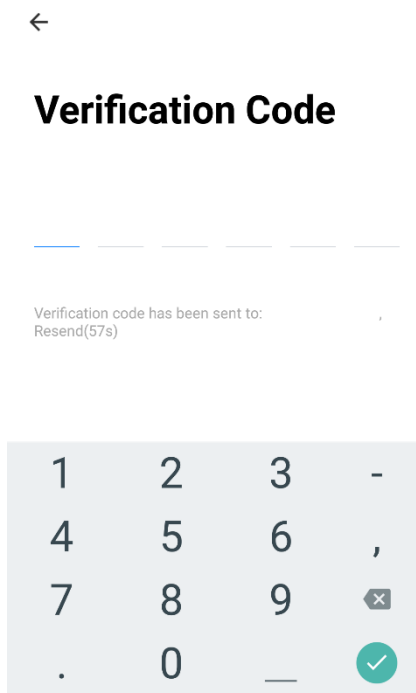 Verification Code
Verification code has been sent to: ,
Resend(57s)
1 2 3 -
4 5 6 ,
7 8 9
. 0 _